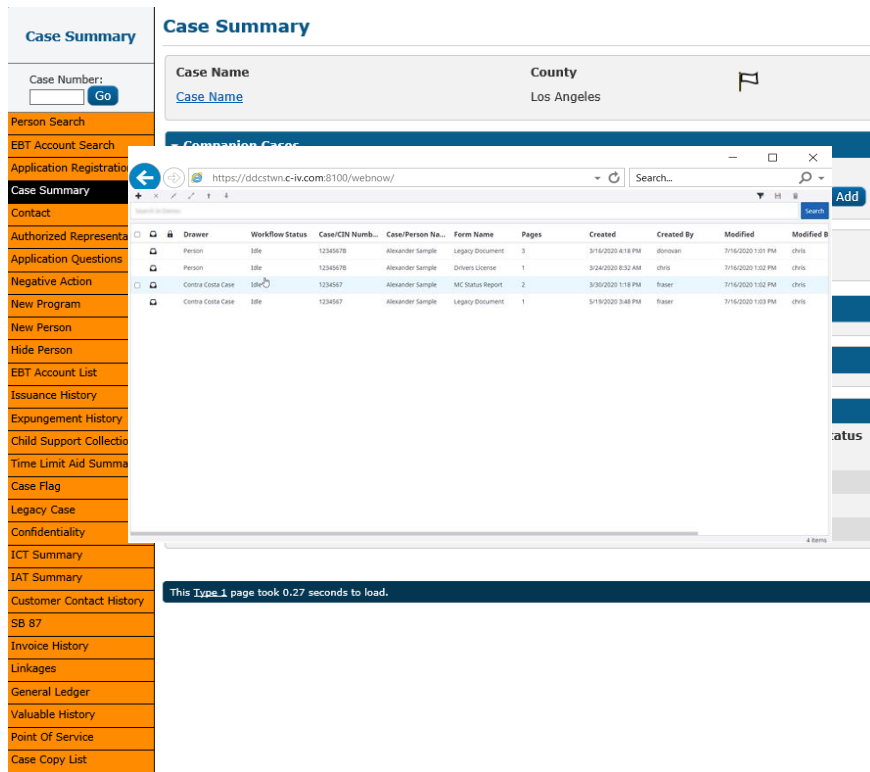 Case Summary
Case Number:
Go
Person Search
EBT Account Search
Application Registratio
Case Summary
Contact
Authorized Representa
Application Questions
Negative Action
New Program
New Person
Hide Person
EBT Account List
Issuance History
Expungement History
Child Support Collectio
Time Limit Aid Summa
Case Flag
Legacy Case
Confidentiality
ICT Summary
IAT Summary
Customer Contact History
SB 87
Invoice History
Linkages
General Ledger
Valuable History
Point Of Service
Case Copy List
Case Summary
Case Name County
Case Name Los Angeles
Companion Cases
Add
https://ddcstwn.c-iv.com:8100/webnow/ Search...
Search
Drawer Workflow Status Case/CIN Numb... Case/Person Na... Form Name Pages Created Created By Modified Modified B
Person Idle 1234567B Alexander Sample Legacy Document 3 3/16/2020 4:18 PM donovan 7/16/2020 1:01 PM chris
Person Idle 1234567B Alexander Sample Drivers License 1 3/24/2020 8:32 AM chris 7/16/2020 1:02 PM chris
Contra Costa Case Idle 1234567 Alexander Sample MC Status Report 2 3/30/2020 1:18 PM fraser 7/16/2020 1:02 PM chris
Contra Costa Case Idle 1234567 Alexander Sample Legacy Document 1 5/19/2020 3:48 PM fraser 7/16/2020 1:03 PM chris
4 items
atus
This Type 1 page took 0.27 seconds to load.